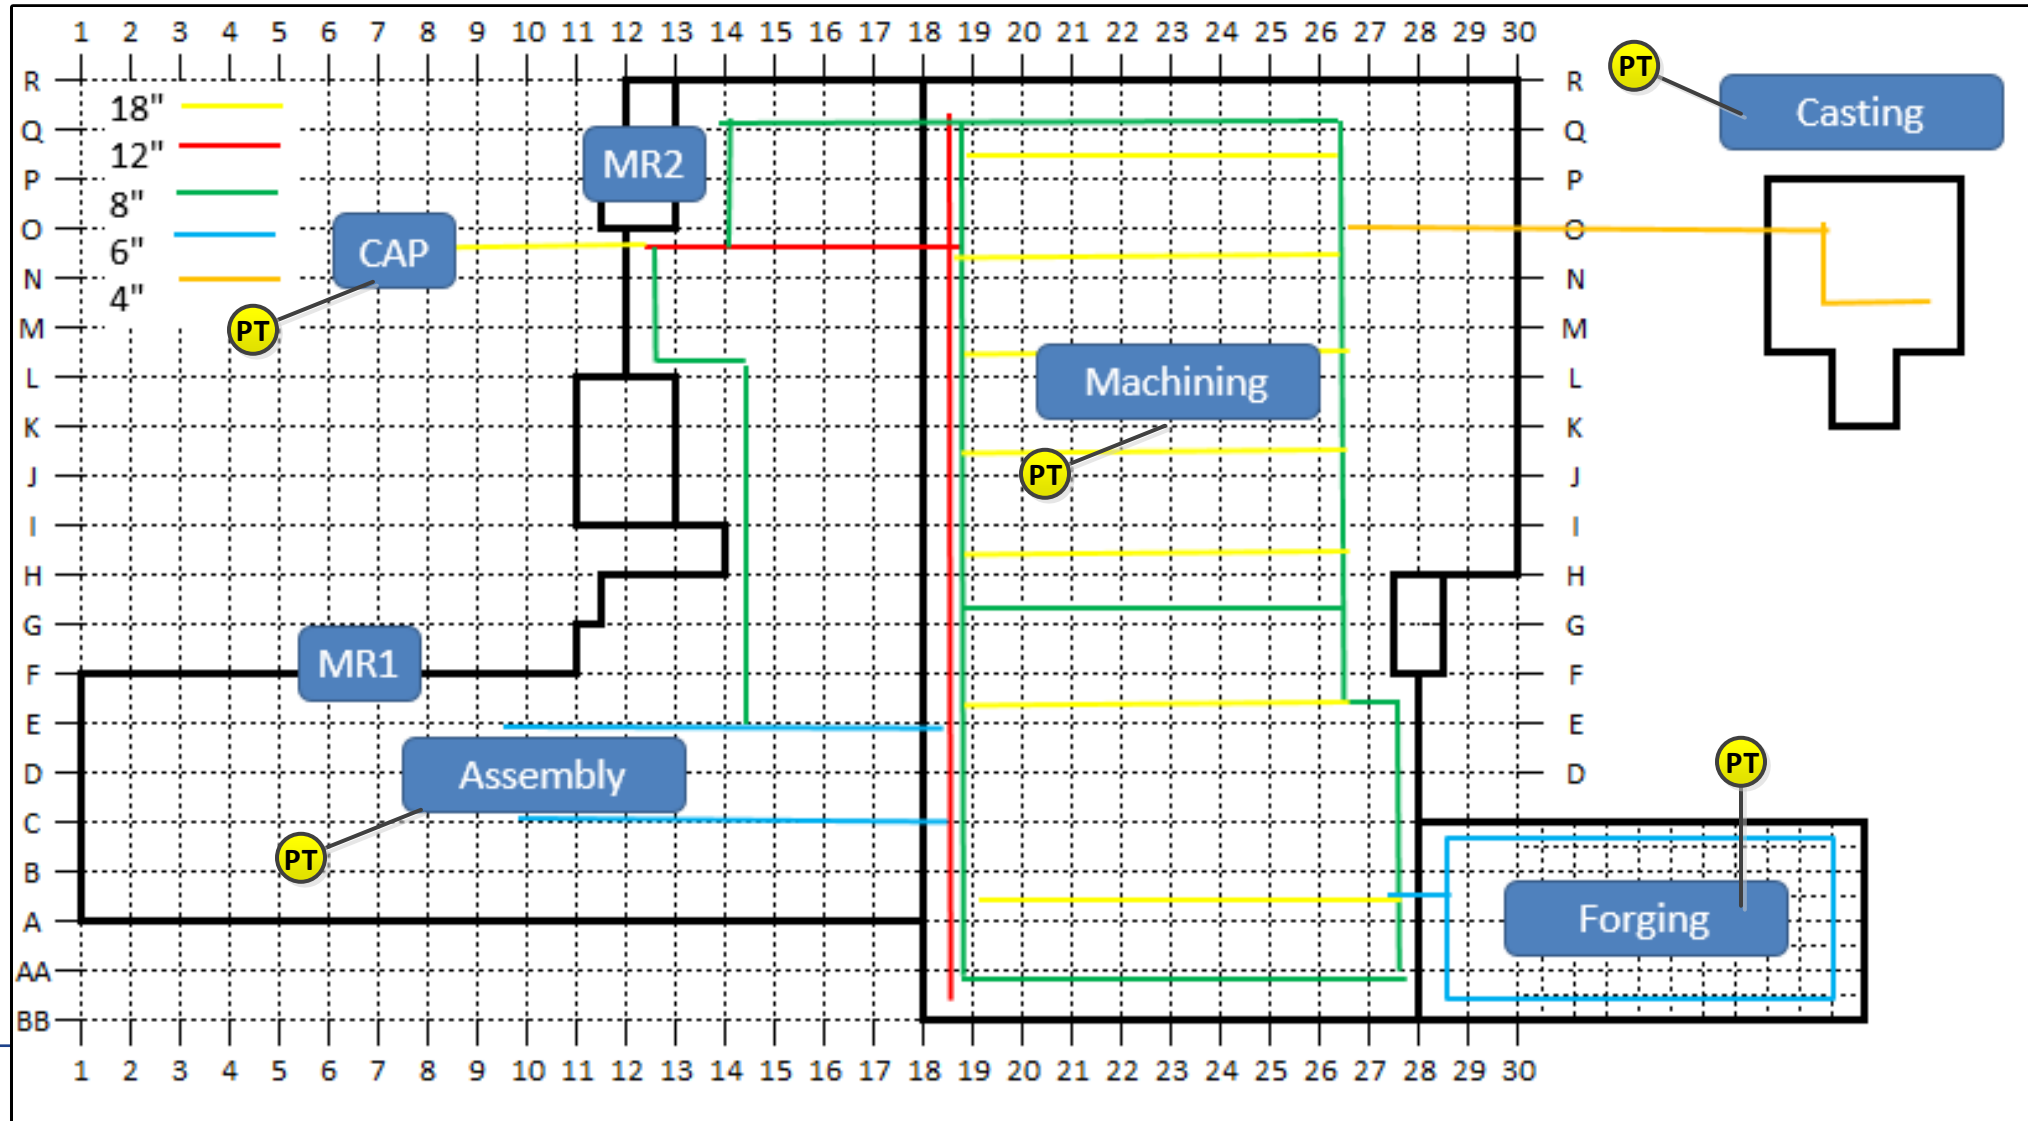 1 2 3 4 5 6 7 8 9 10 11 12 13 14 15 16 17 18 19 20 21 22 23 24 25 26 27 28 29 30
R R PT Casting
18"
Q Q
12" MR2
P P
8"
O CAP O
6"
N N
4"
M PT M
L Machining L
K K
J PT J
I I
H H
G G
F MR1 F
E E
D Assembly D PT
C
B PT
A Forging
AA
BB
1 2 3 4 5 6 7 8 9 10 11 12 13 14 15 16 17 18 19 20 21 22 23 24 25 26 27 28 29 30